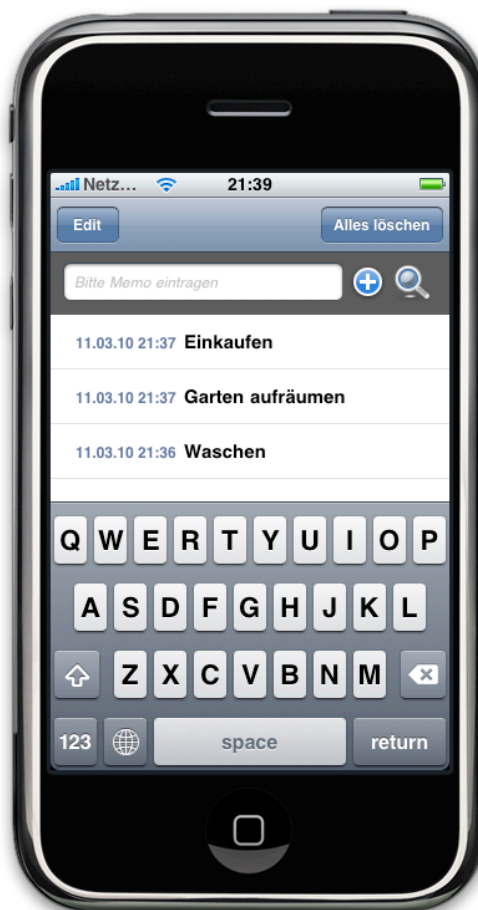 Netz... 21:39
Edit Alles löschen
Bitte Memo eintragen
11.03.10 21:37 Einkaufen
11.03.10 21:37 Garten aufräumen
11.03.10 21:36 Waschen
Q W E R T Y U I O P
A S D F G H J K L
Z X C V B N M
123 space return